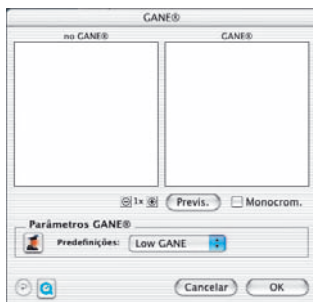 GANE®
no GANE®
GANE®
1x
Previs.
Monocrom.
Parâmetros GANE®
Predefinições: Low GANE
Cancelar
OK